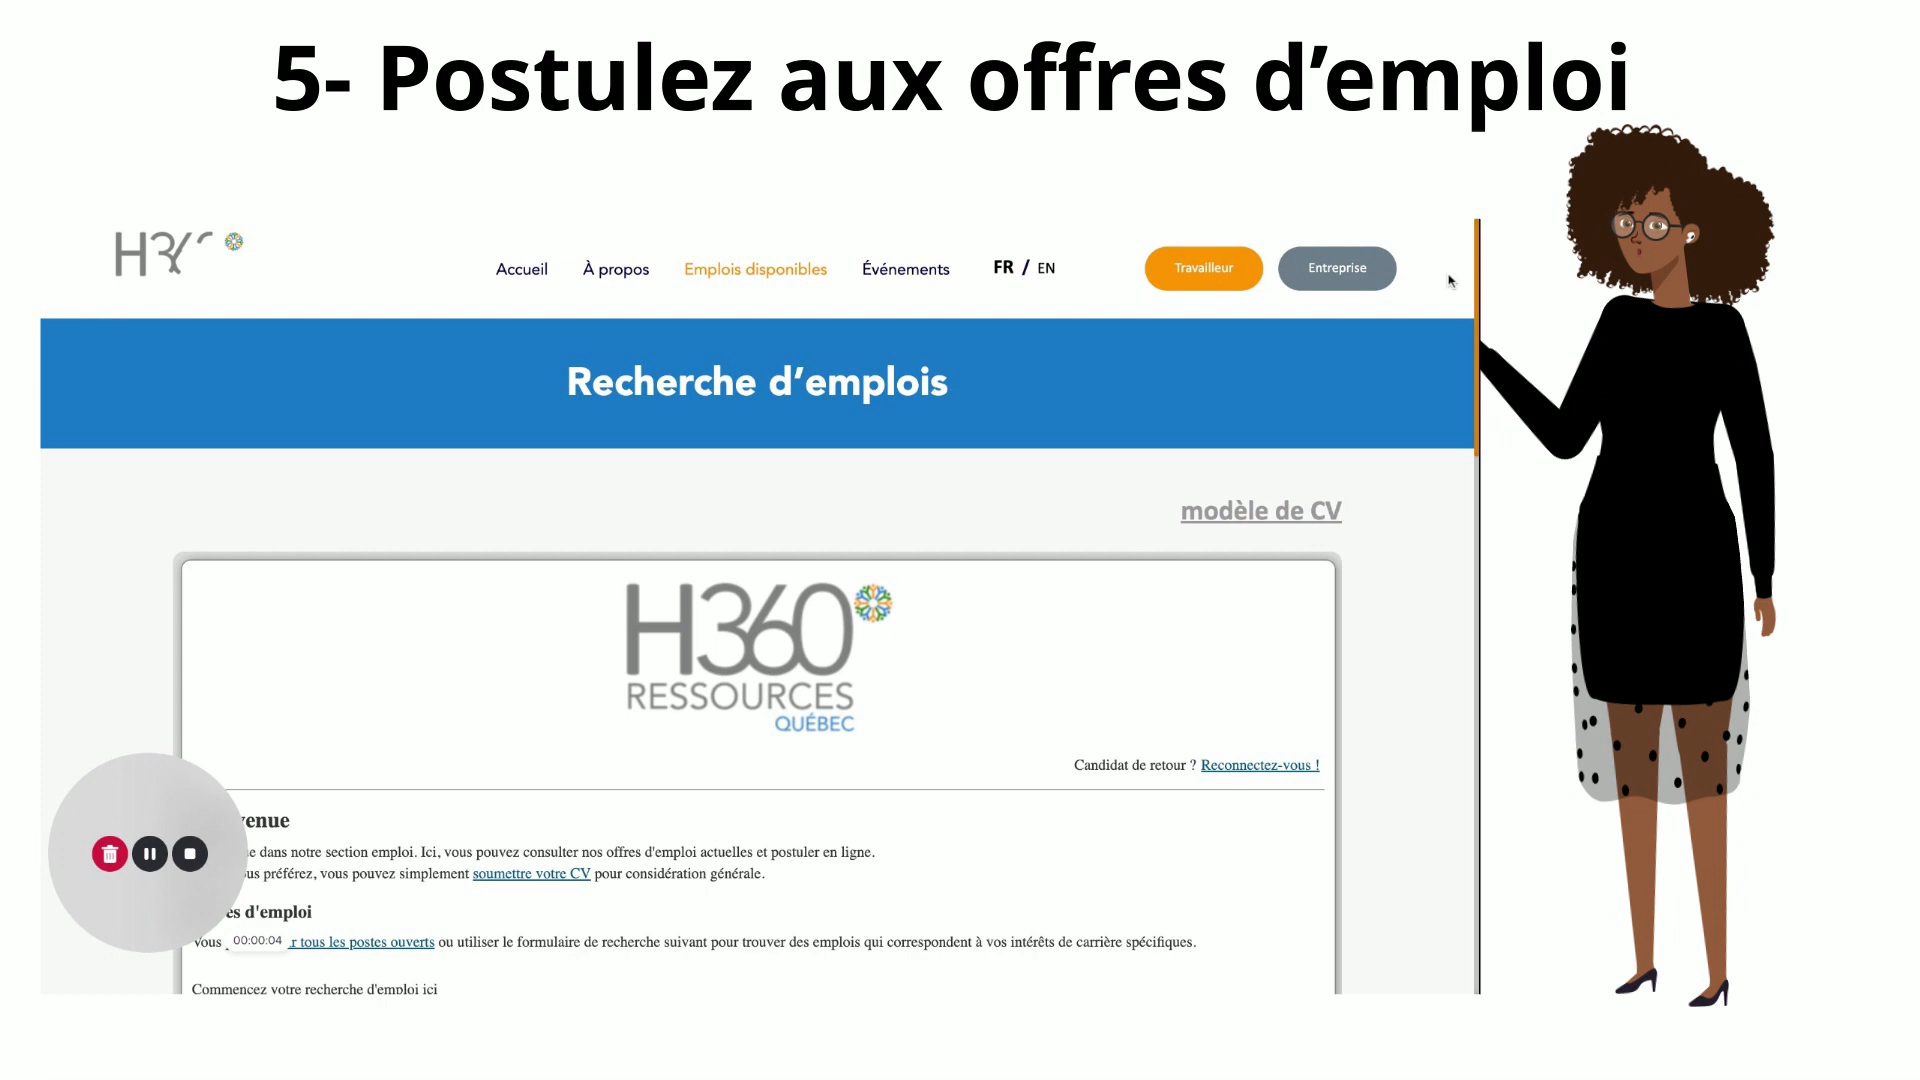 5- Postulez aux offres d’emploi
Accueil À propos Emplois disponibles Événements FR / EN Travailleur Entreprise
Recherche d’emplois
modèle de CV
H360
RESSOURCES
QUÉBEC
Candidat de retour ? Reconnectez-vous !
dans notre section emploi. Ici, vous pouvez consulter nos offres d'emploi actuelles et postuler en ligne.
préférez, vous pouvez simplement soumettre votre CV pour considération générale.
d'emploi
Vous tous les postes ouverts ou utiliser le formulaire de recherche suivant pour trouver des emplois qui correspondent à vos intérêts de carrière spécifiques.
00:00:04
Commencez votre recherche d'emploi ici